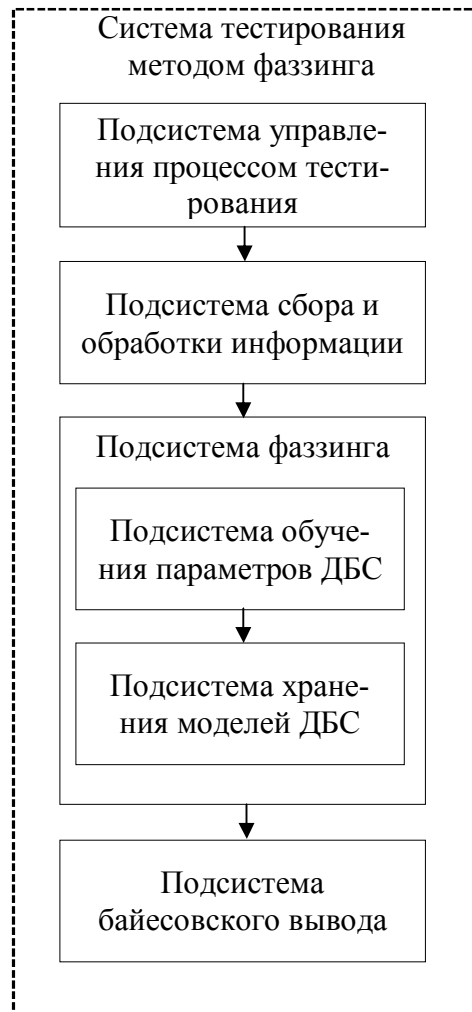 Система тестирования
методом фаззинга
Подсистема управле-
ния процессом тести-
рования
Подсистема сбора и
обработки информации
Подсистема фаззинга
Подсистема обуче-
ния параметров ДБС
Подсистема хране-
ния моделей ДБС
Подсистема
байесовского вывода